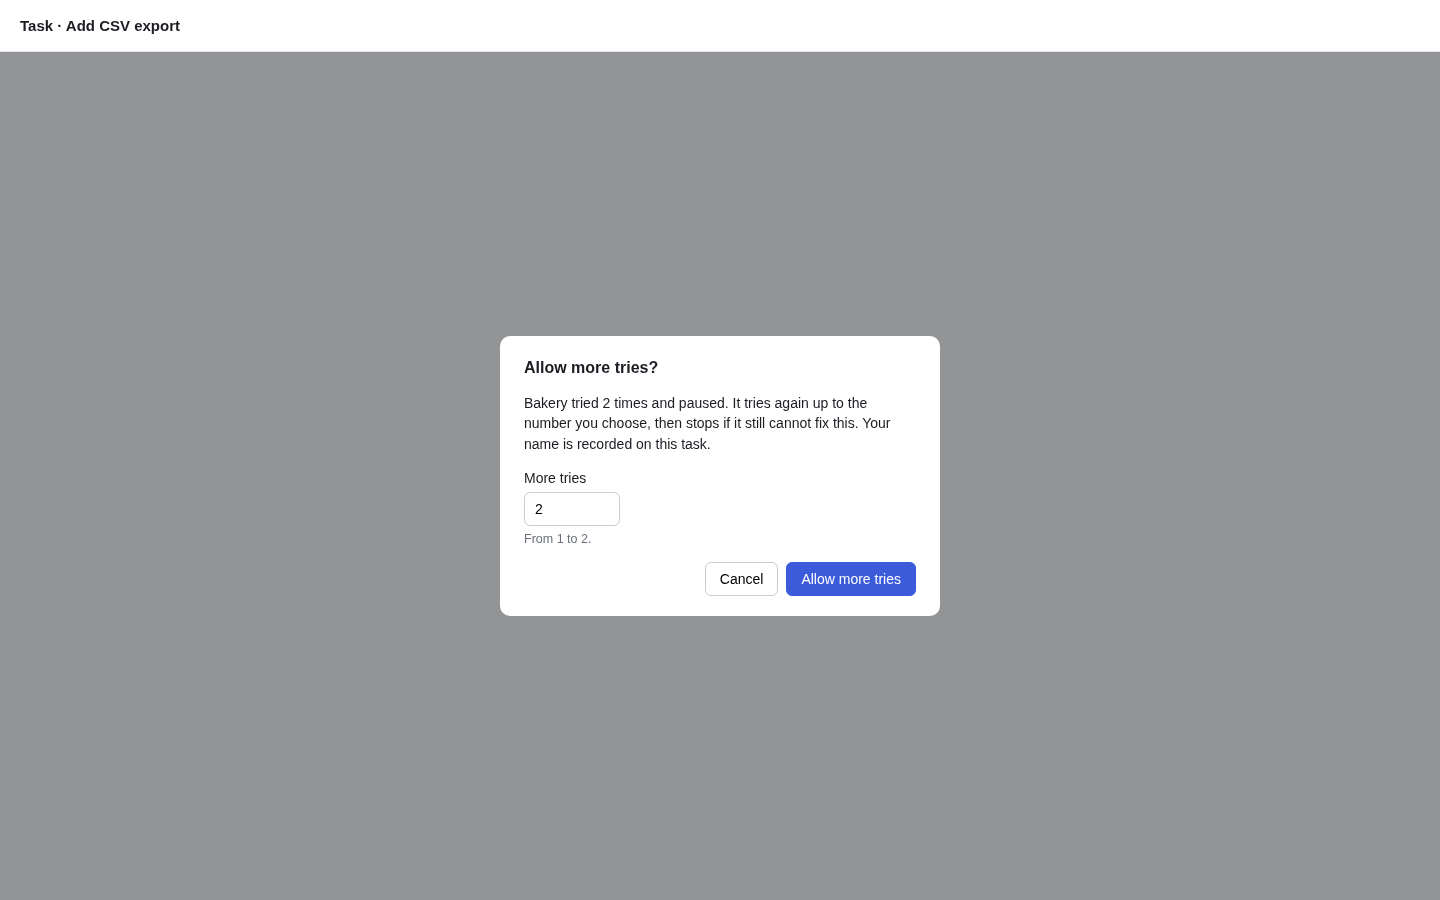 Task · Add CSV export
Allow more tries?
Bakery tried 2 times and paused. It tries again up to the
number you choose, then stops if it still cannot fix this. Your
name is recorded on this task.
More tries
2
From 1 to 2.
Cancel
Allow more tries